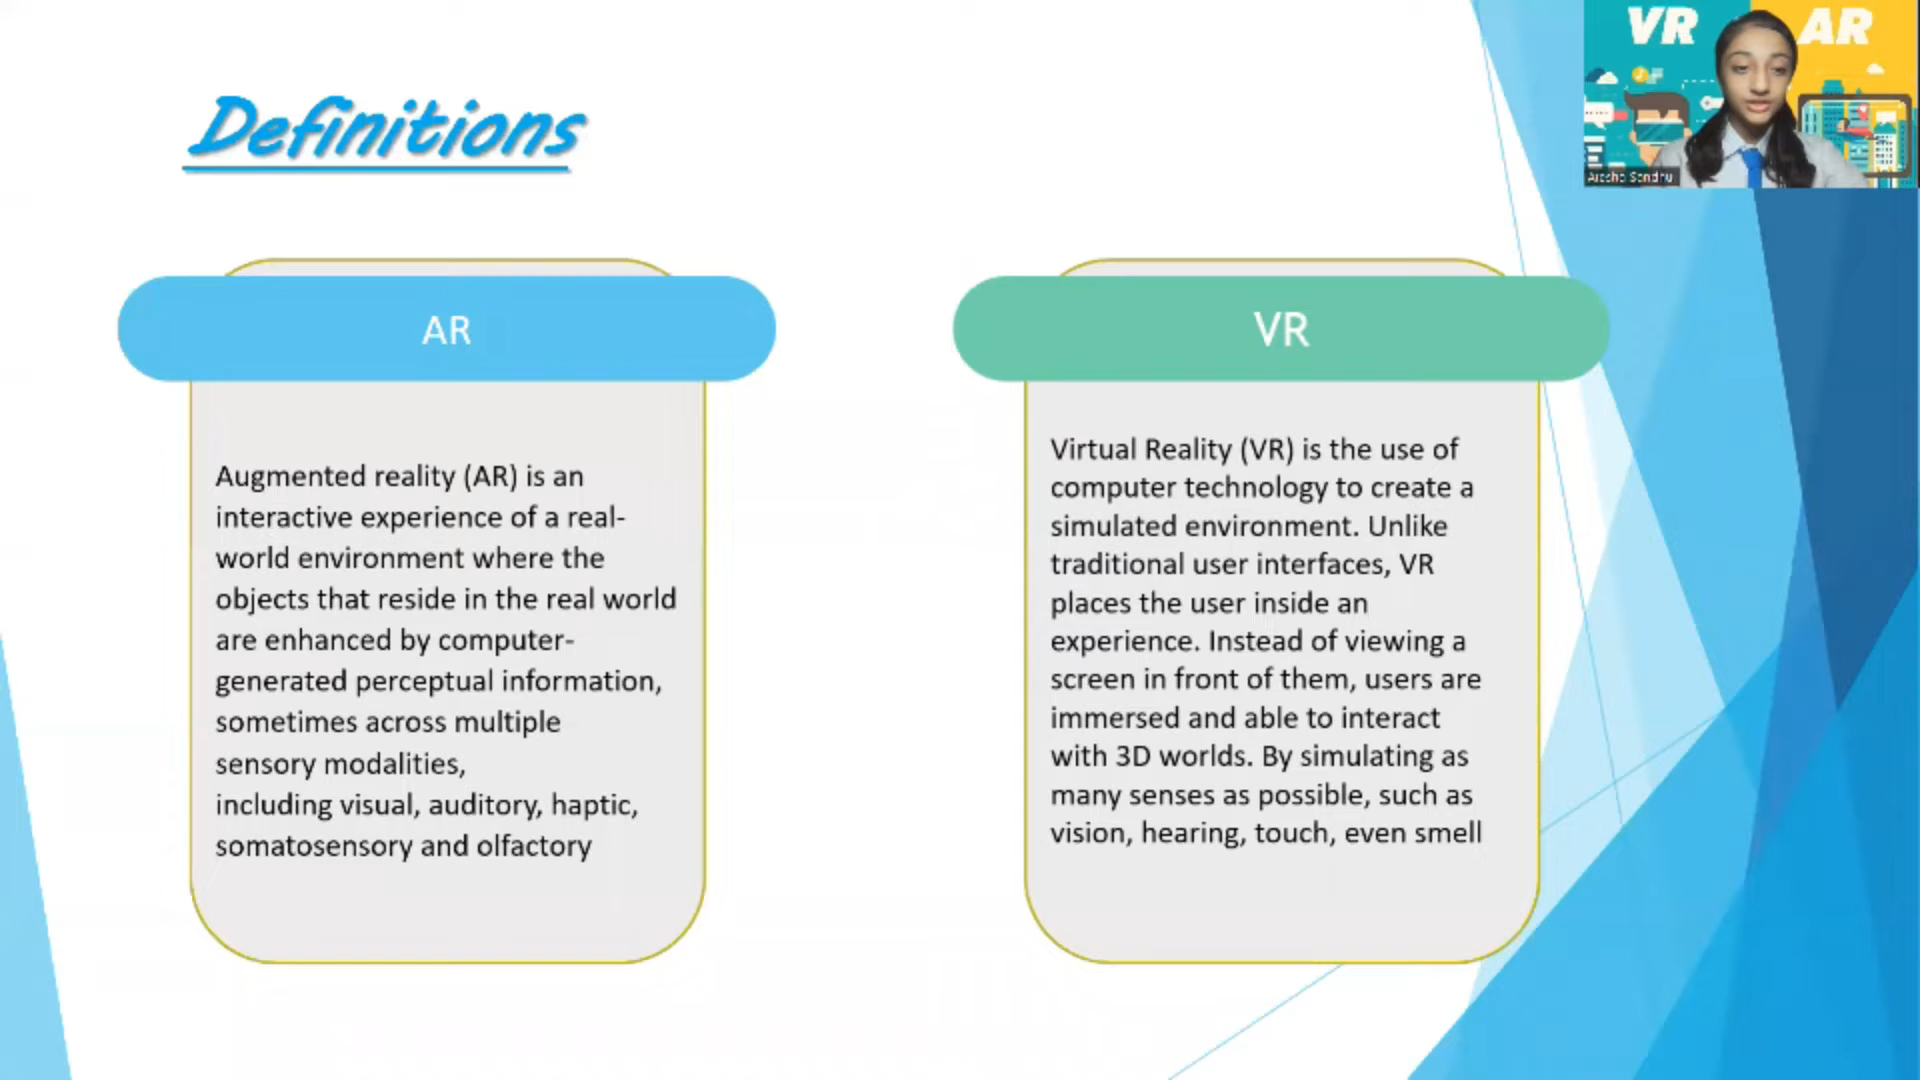 Definitions
AR
Augmented reality (AR) is an
interactive experience of a real-
world environment where the
objects that reside in the real world
are enhanced by computer-
generated perceptual information,
sometimes across multiple
sensory modalities,
including visual, auditory, haptic,
somatosensory and olfactory
VR
Virtual Reality (VR) is the use of
computer technology to create a
simulated environment. Unlike
traditional user interfaces, VR
places the user inside an
experience. Instead of viewing a
screen in front of them, users are
immersed and able to interact
with 3D worlds. By simulating as
many senses as possible, such as
vision, hearing, touch, even smell
VR AR
Sandhu